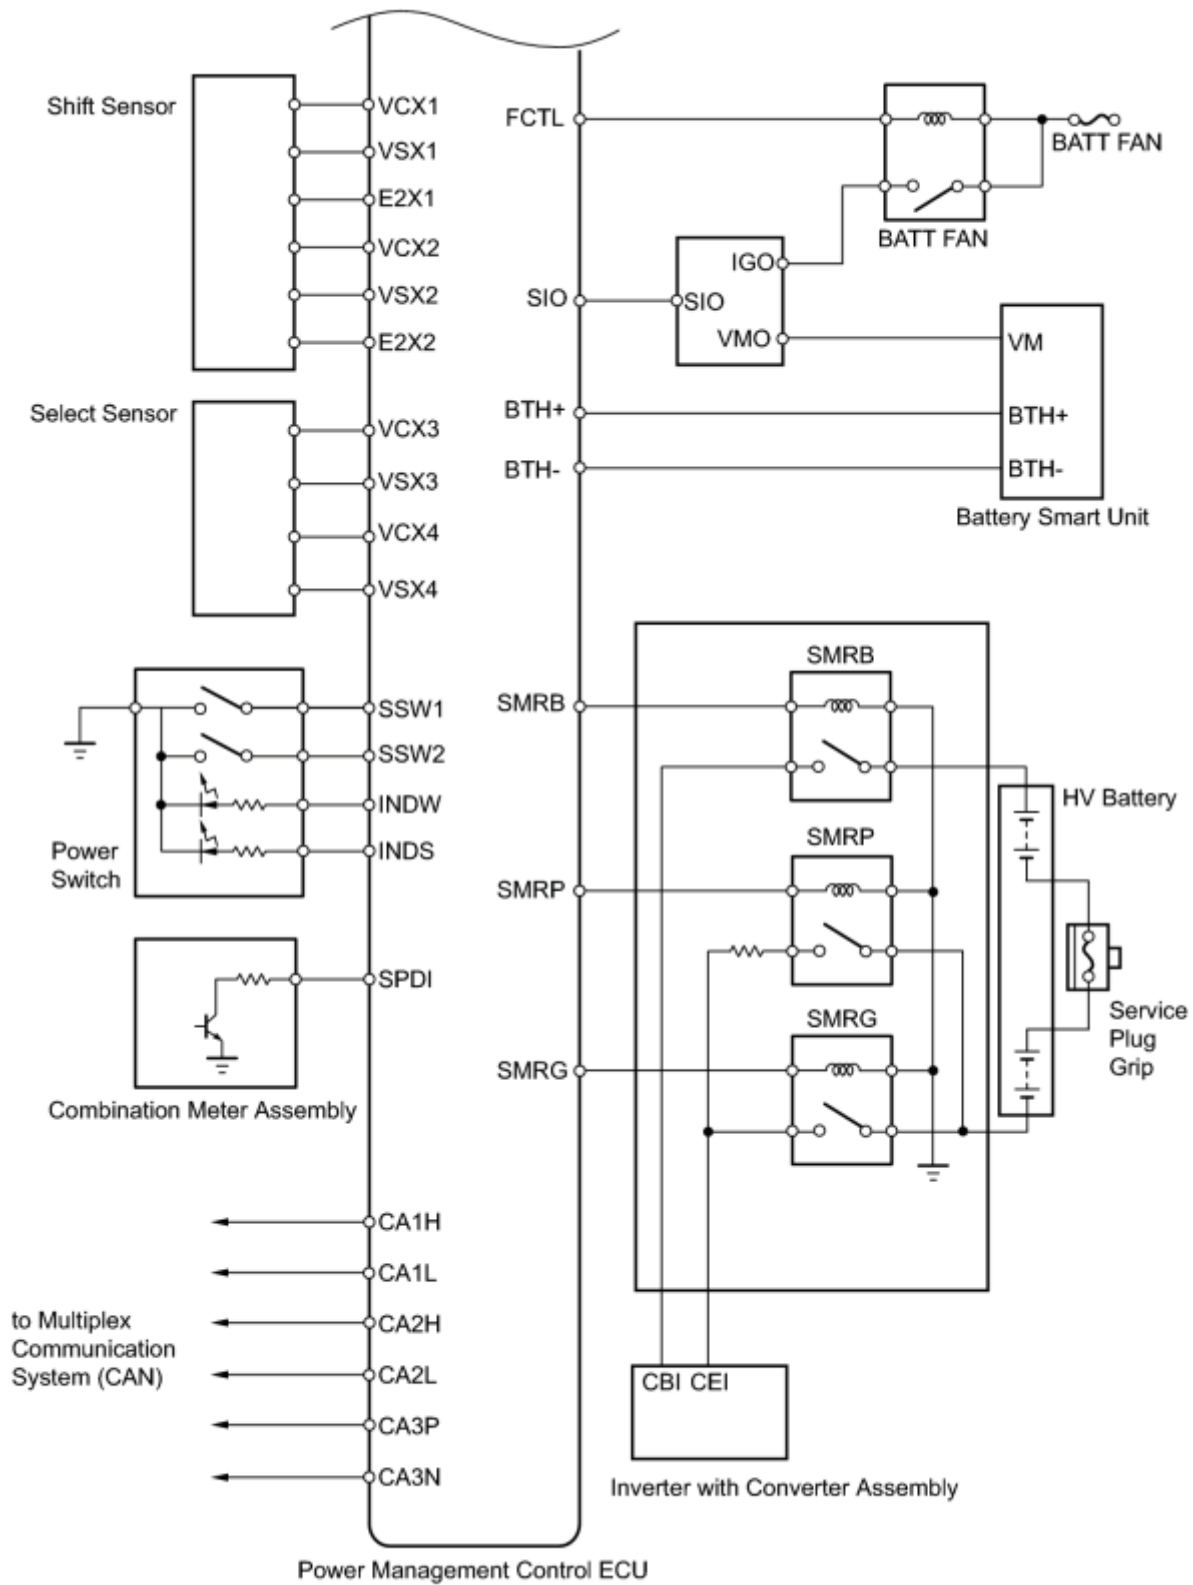 Shift Sensor
VCX1
VSX1
E2X1
VCX2
VSX2
E2X2
Select Sensor
VCX3
VSX3
VCX4
VSX4
SSW1
SSW2
INDW
INDS
Power
Switch
SPDI
Combination Meter Assembly
CA1H
CA1L
CA2H
CA2L
CA3P
CA3N
to Multiplex
Communication
System (CAN)
FCTL
BATT FAN
BATT FAN
SIO
IGO
SIO
VMO
VM
BTH+
BTH+
BTH-
BTH-
Battery Smart Unit
SMRB
SMRB
HV Battery
SMRP
SMRP
SMRG
SMRG
Service
Plug
Grip
CBI CEI
Inverter with Converter Assembly
Power Management Control ECU